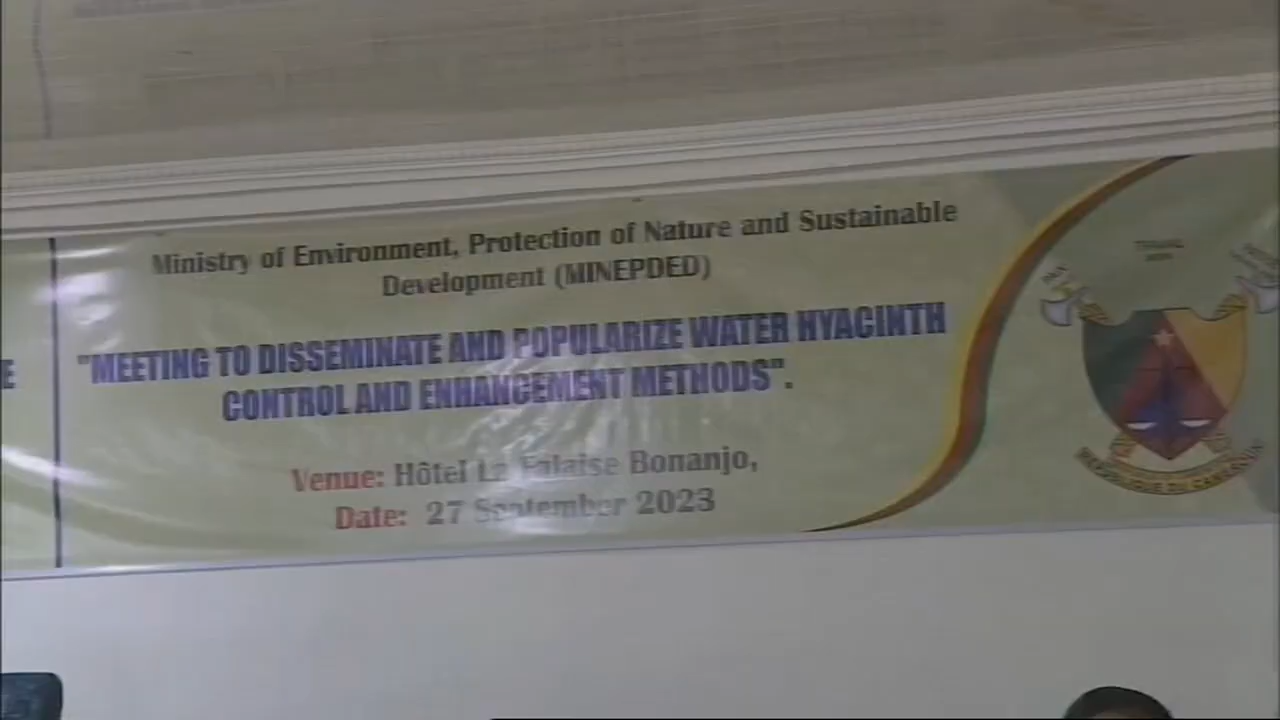 Ministry of Environment, Protection of Nature and Sustainable
Development (MINEPDED)
"MEETING TO DISSEMINATE AND POPULARIZE WATER HYACINTH
CONTROL AND ENHANCEMENT METHODS".
Venue: Hôtel La Falaise Bonanjo,
Date: 27 September 2023
E